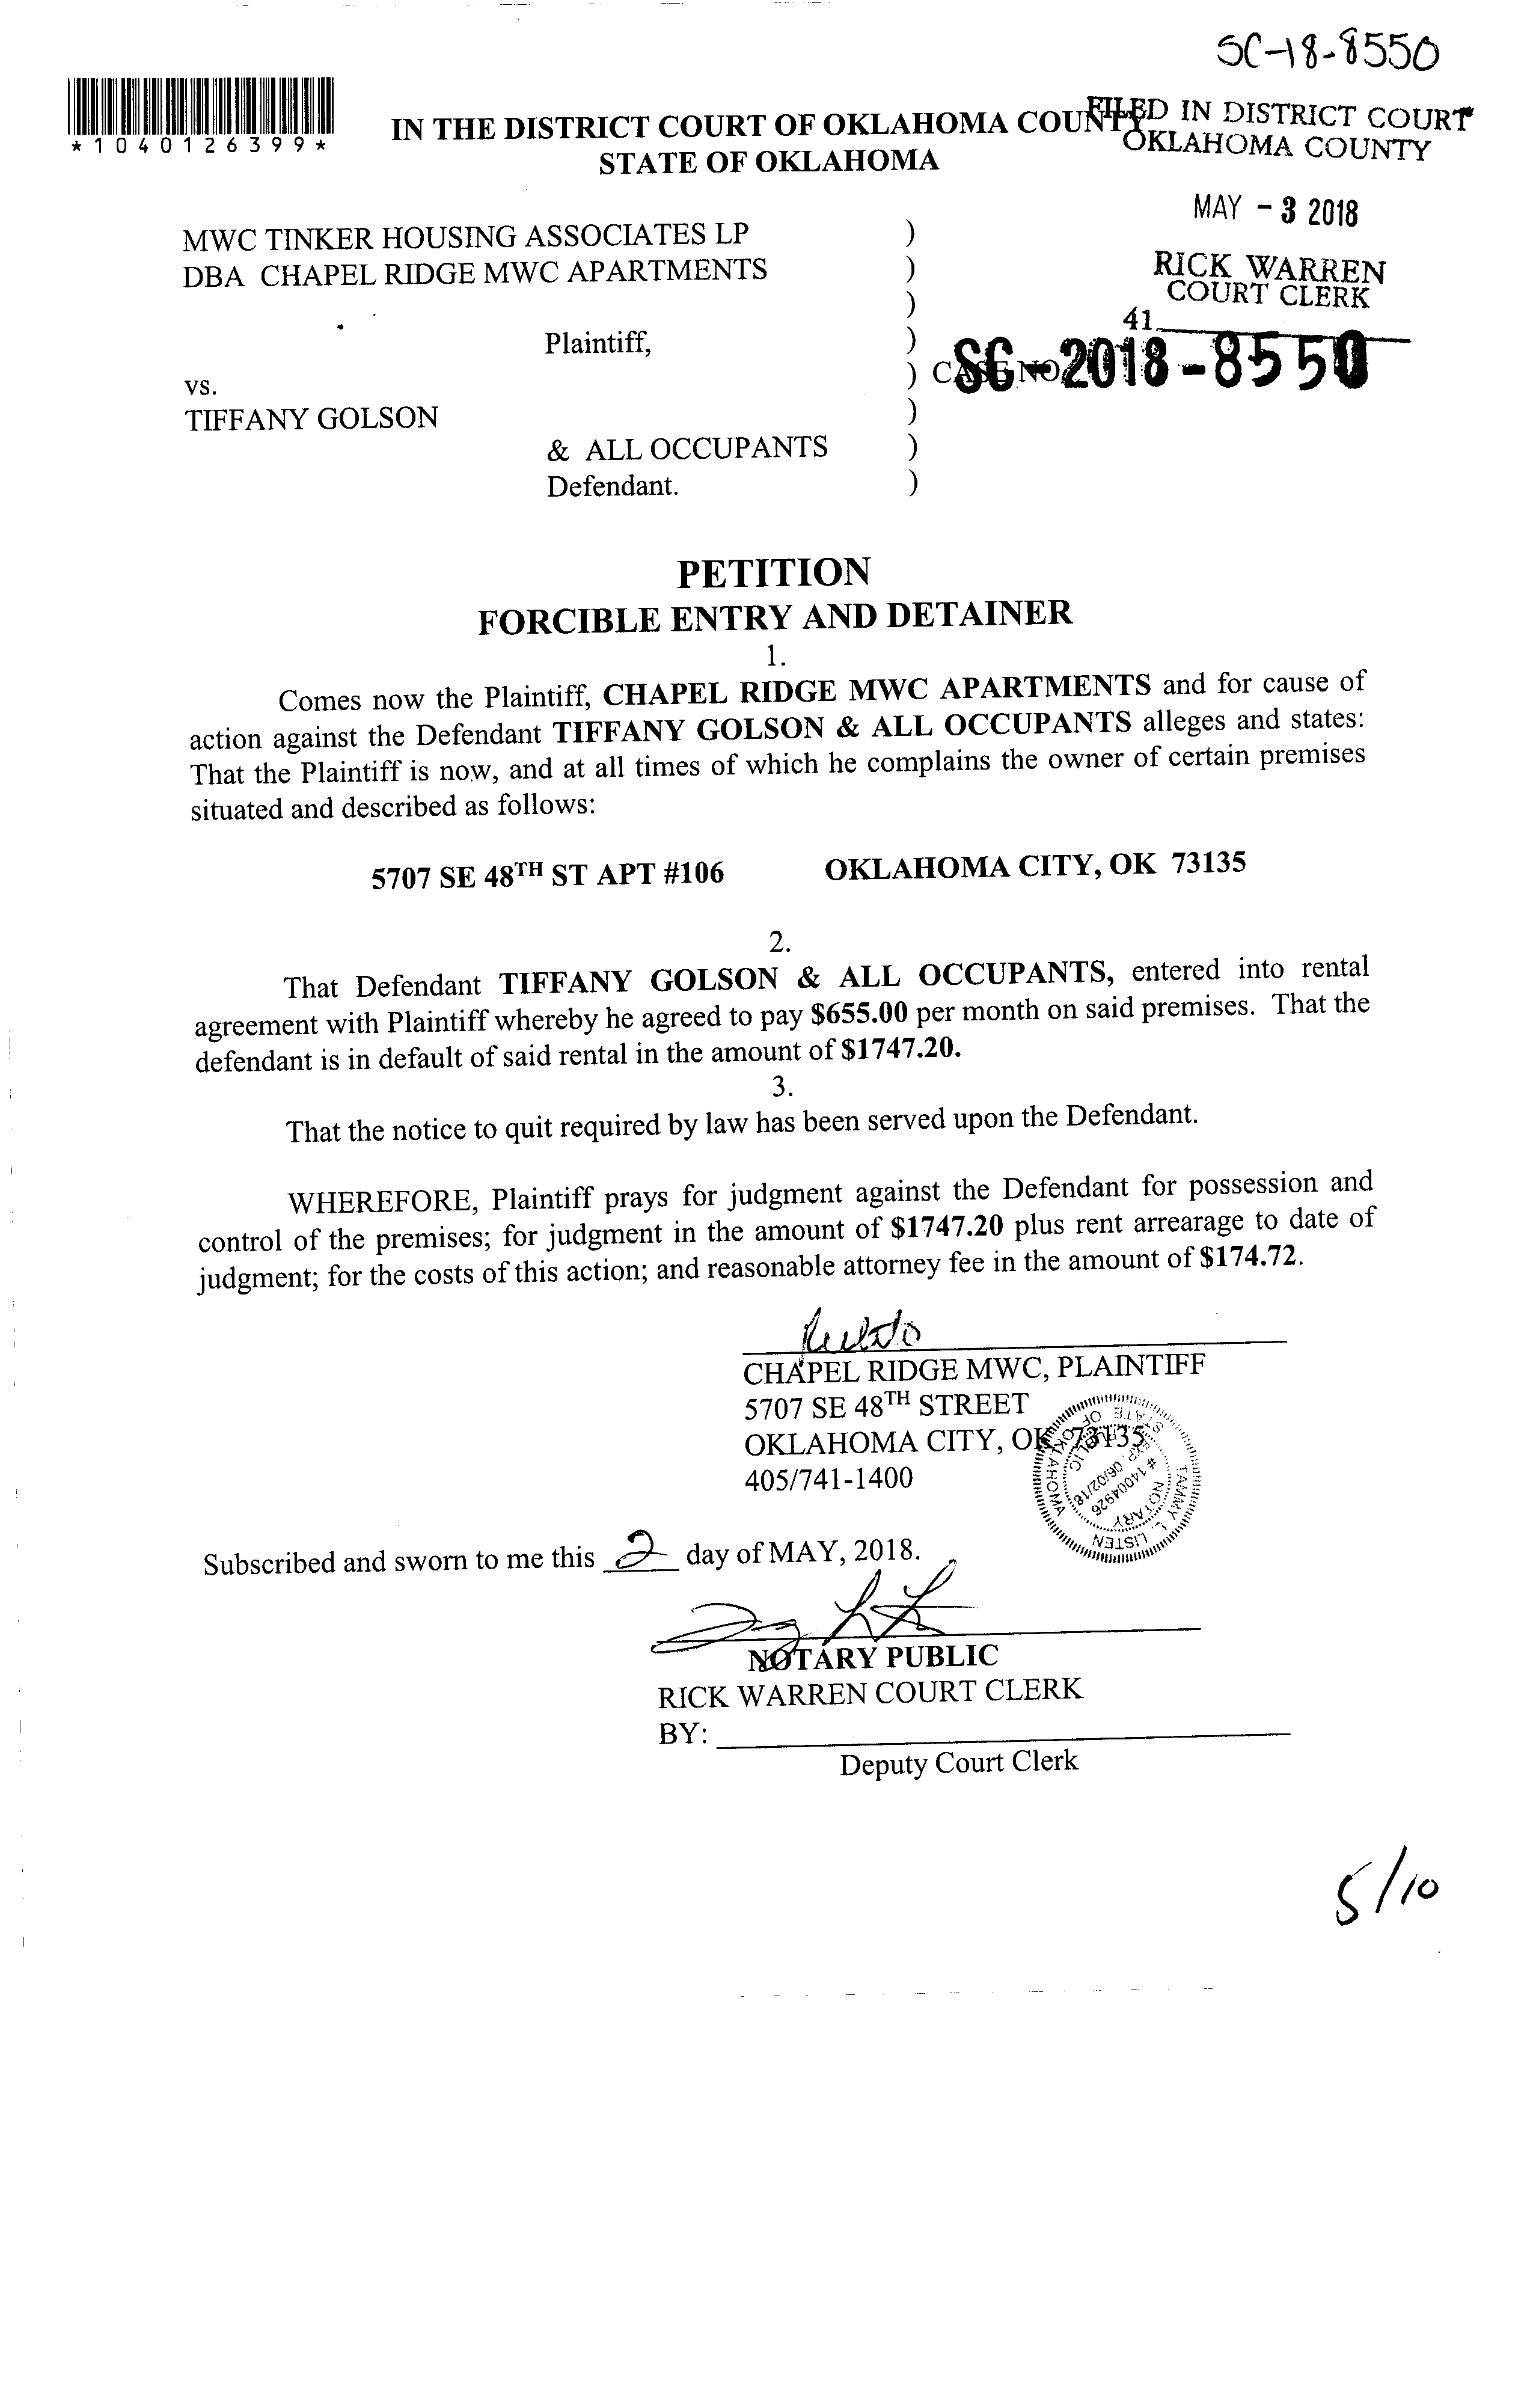 SC-18-8550
*1040126399*
IN THE DISTRICT COURT OF OKLAHOMA COUNTY
STATE OF OKLAHOMA
FILED IN DISTRICT COURT
OKLAHOMA COUNTY
MAY - 3 2018
RICK WARREN
COURT CLERK
41
MWC TINKER HOUSING ASSOCIATES LP )
DBA CHAPEL RIDGE MWC APARTMENTS )
)
Plaintiff, )
) CASE NO. SC-2018-8550
vs.
TIFFANY GOLSON )
& ALL OCCUPANTS )
Defendant. )
PETITION
FORCIBLE ENTRY AND DETAINER
1.
Comes now the Plaintiff, CHAPEL RIDGE MWC APARTMENTS and for cause of
action against the Defendant TIFFANY GOLSON & ALL OCCUPANTS alleges and states:
That the Plaintiff is now, and at all times of which he complains the owner of certain premises
situated and described as follows:
5707 SE 48TH ST APT #106 OKLAHOMA CITY, OK 73135
2.
That Defendant TIFFANY GOLSON & ALL OCCUPANTS, entered into rental
agreement with Plaintiff whereby he agreed to pay $655.00 per month on said premises. That the
defendant is in default of said rental in the amount of $1747.20.
3.
That the notice to quit required by law has been served upon the Defendant.
WHEREFORE, Plaintiff prays for judgment against the Defendant for possession and
control of the premises; for judgment in the amount of $1747.20 plus rent arrearage to date of
judgment; for the costs of this action; and reasonable attorney fee in the amount of $174.72.
CHAPEL RIDGE MWC, PLAINTIFF
5707 SE 48TH STREET
OKLAHOMA CITY, OK 73135
405/741-1400
TAMMY L. LISTEN
NOTARY PUBLIC
# 14004926
EXP. 06/02/18
STATE OF OKLAHOMA
Subscribed and sworn to me this 2 day of MAY, 2018.
NOTARY PUBLIC
RICK WARREN COURT CLERK
BY:
Deputy Court Clerk
5/10